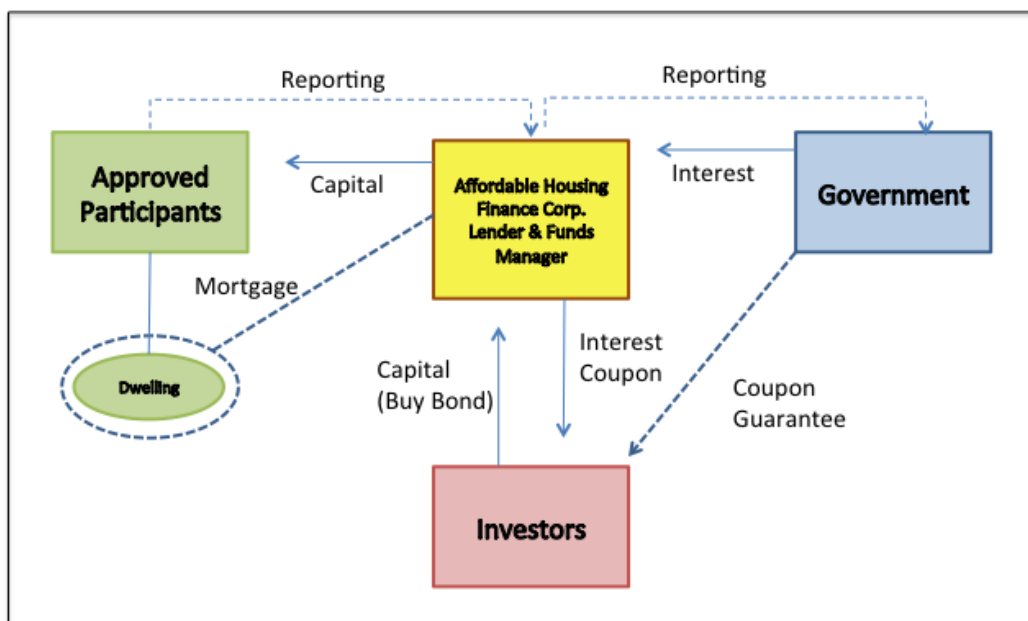 Reporting
Reporting
Approved
Participants
Capital
Affordable Housing
Finance Corp.
Lender & Funds
Manager
Interest
Government
Mortgage
Dwelling
Capital
(Buy Bond)
Interest
Coupon
Coupon
Guarantee
Investors